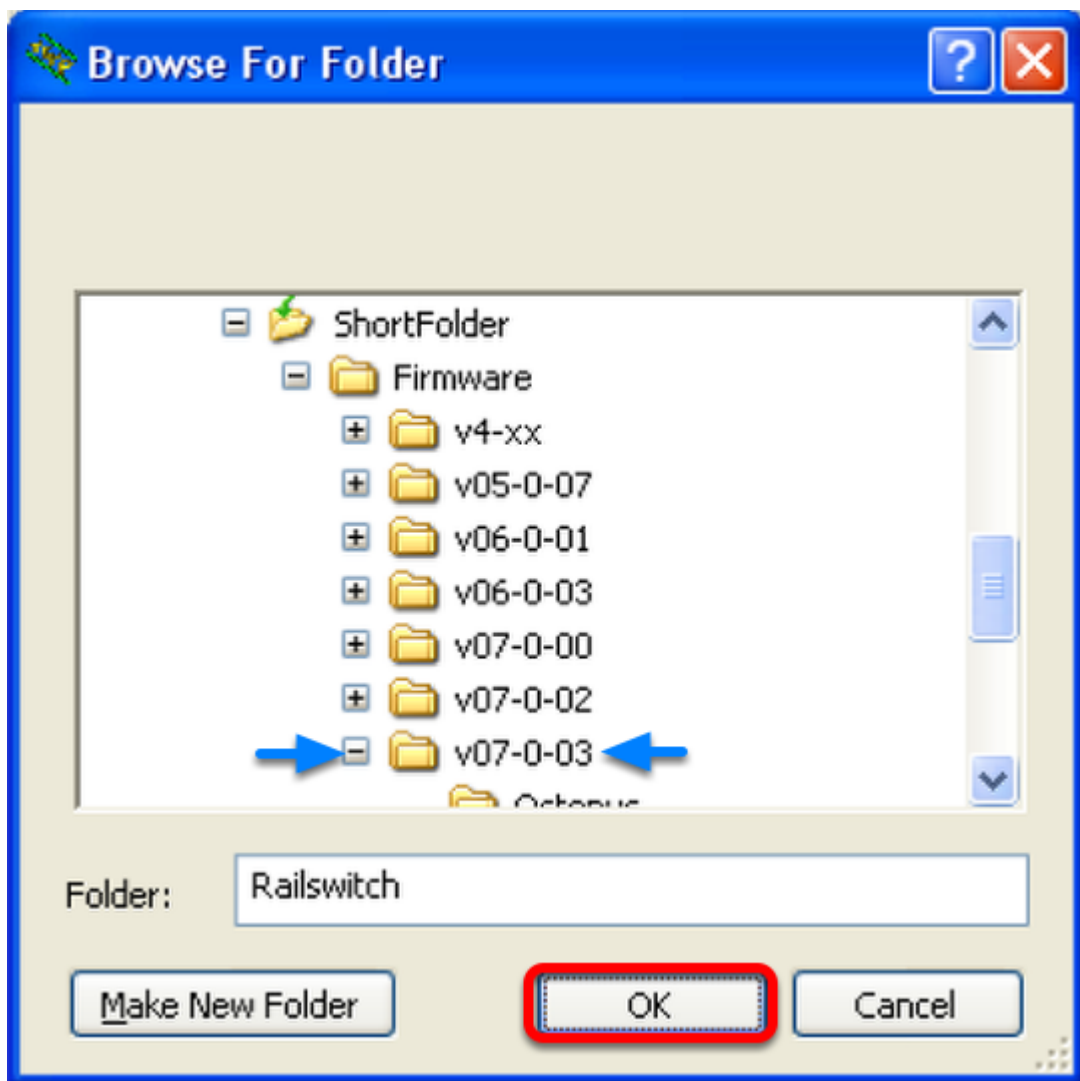 Browse For Folder
ShortFolder
Firmware
v4-xx
v05-0-07
v06-0-01
v06-0-03
v07-0-00
v07-0-02
v07-0-03
Octopus
Folder: Railswitch
Make New Folder OK Cancel